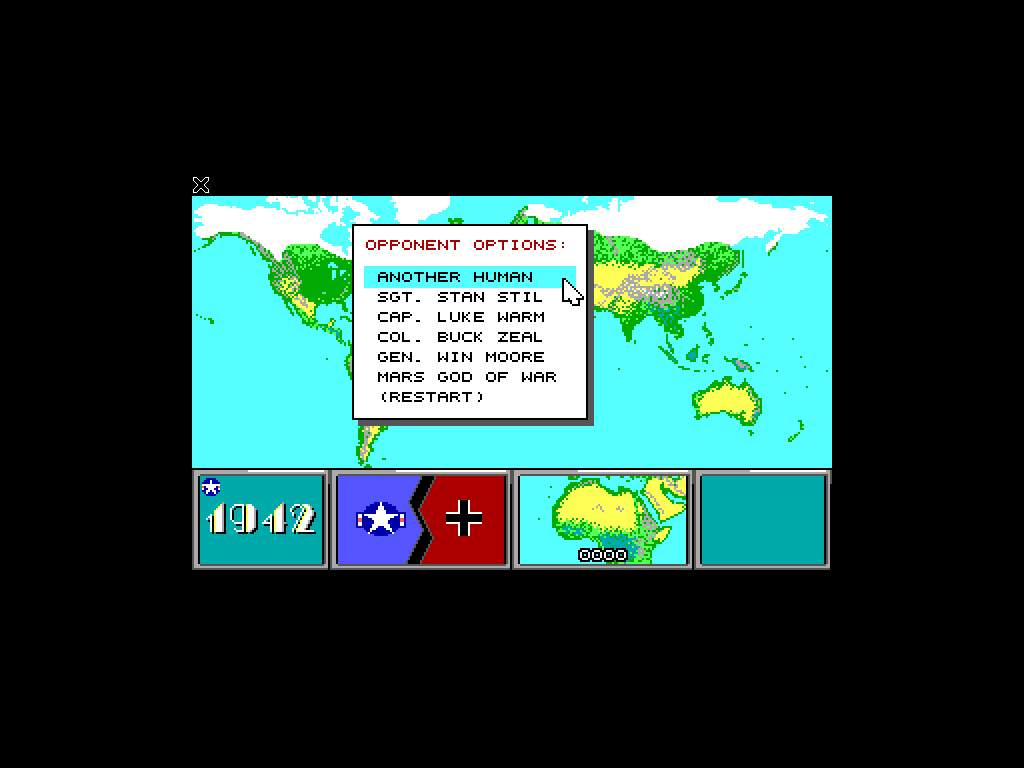 OPPONENT OPTIONS:
ANOTHER HUMAN
SGT. STAN STIL
CAP. LUKE WARM
COL. BUCK ZEAL
GEN. WIN MOORE
MARS GOD OF WAR
(RESTART)
1942